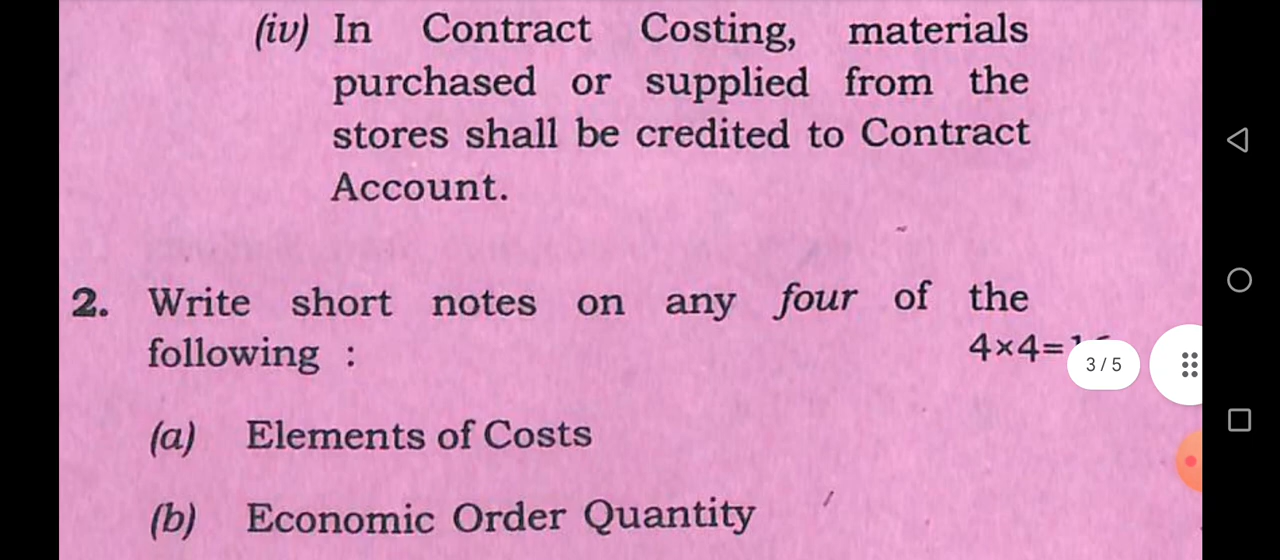 (iv) In Contract Costing, materials
purchased or supplied from the
stores shall be credited to Contract
Account.
2. Write short notes on any four of the
following :
4×4=
3 / 5
(a) Elements of Costs
(b) Economic Order Quantity